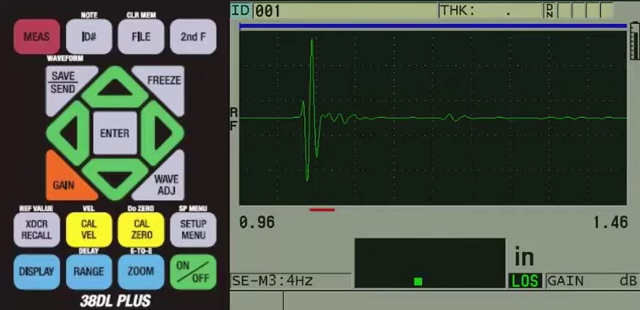 NOTE CLR MEM
MEAS ID# FILE 2nd F
WAVEFORM
SAVE
SEND
FREEZE
ENTER
GAIN
WAVE
ADJ
REF VALUE VEL Do ZERO SP MENU
XDCR
RECALL
CAL
VEL
CAL
ZERO
SETUP
MENU
DELAY E-TO-E
DISPLAY RANGE ZOOM ON/OFF
38DL PLUS
ID 001 THK: . D
N
R
F
0.96 1.46
in
SE-M3:4Hz LOS GAIN dB